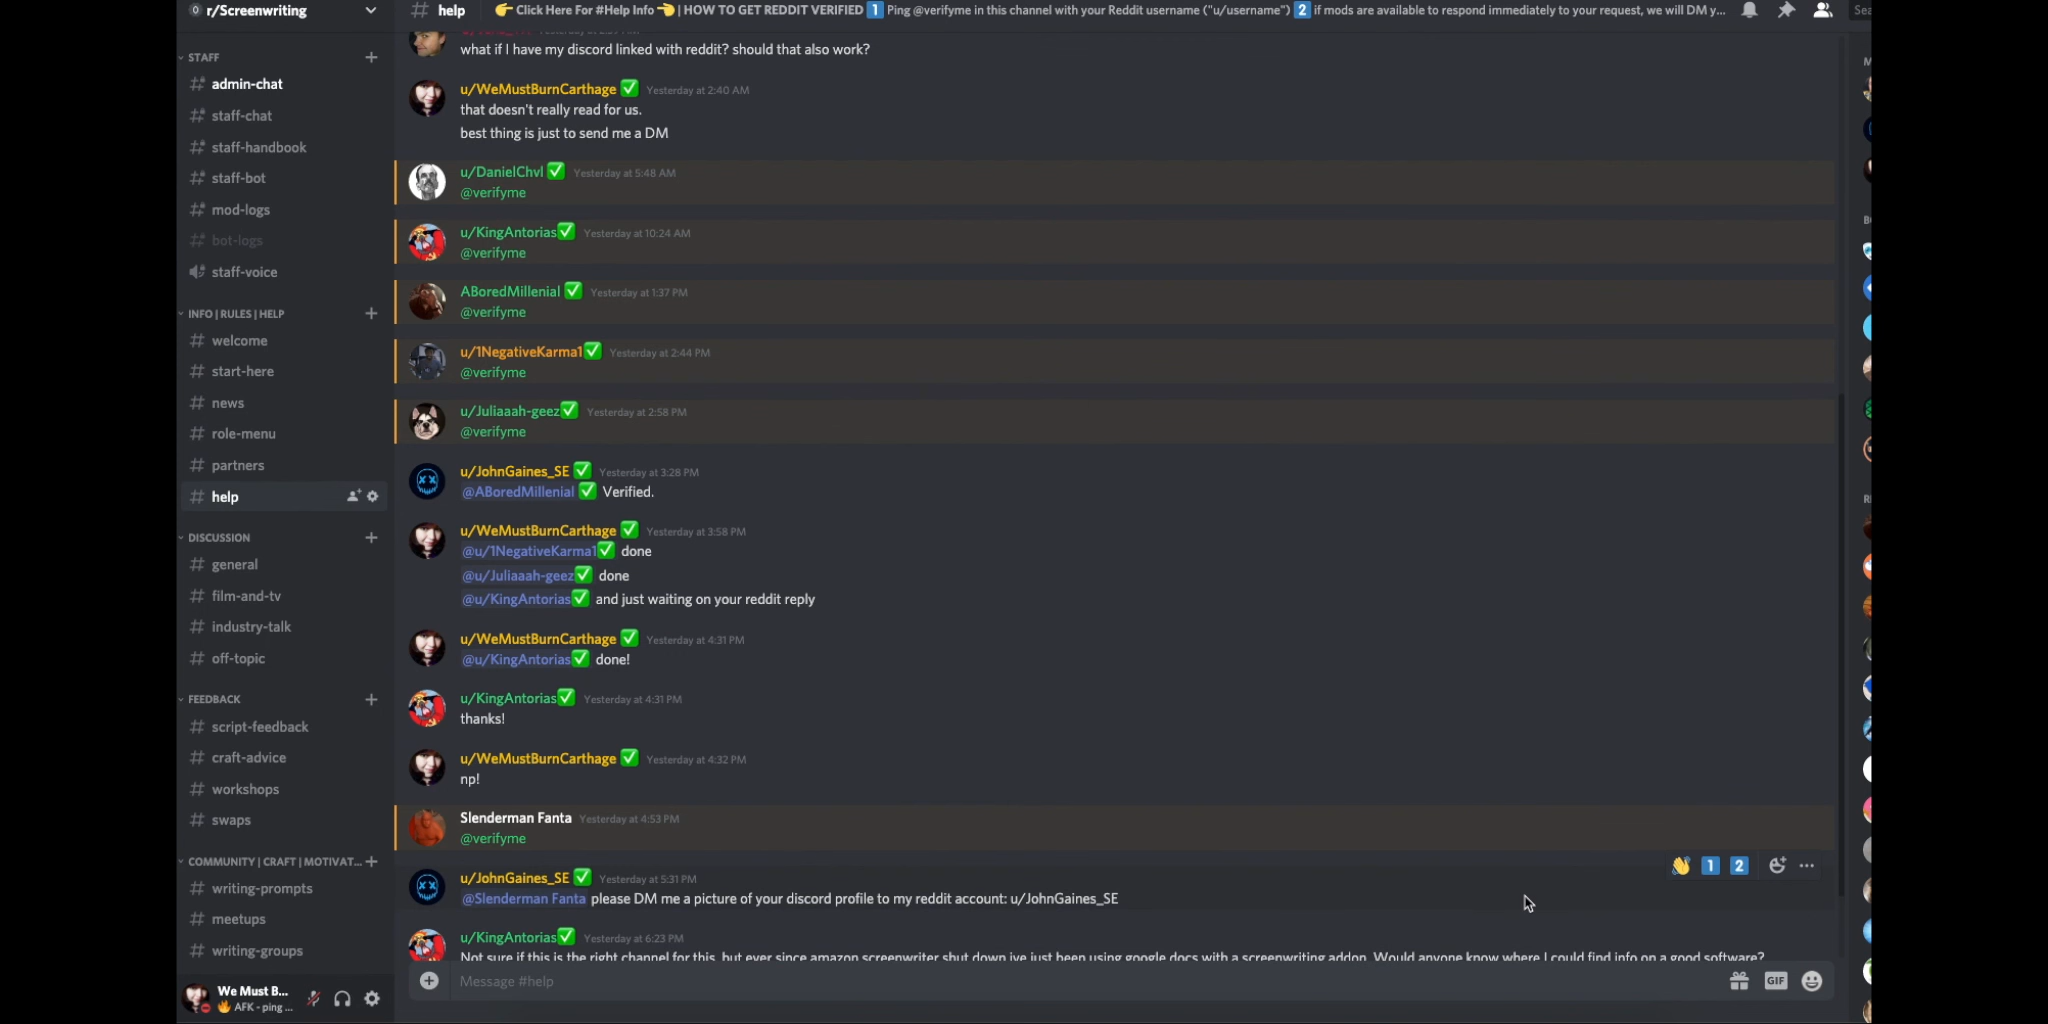 r/Screenwriting
STAFF
admin-chat
staff-chat
staff-handbook
staff-bot
mod-logs
bot-logs
staff-voice
INFO | RULES | HELP
welcome
start-here
news
role-menu
partners
help
DISCUSSION
general
film-and-tv
industry-talk
off-topic
FEEDBACK
script-feedback
craft-advice
workshops
swaps
COMMUNITY | CRAFT | MOTIVAT...
writing-prompts
meetups
writing-groups
We Must B...
🔥 AFK - ping ...
help
👉 Click Here For #Help Info 👈 | HOW TO GET REDDIT VERIFIED 1️⃣ Ping @verifyme in this channel with your Reddit username ("u/username") 2️⃣ if mods are available to respond immediately to your request, we will DM y...
Sea
what if I have my discord linked with reddit? should that also work?
u/WeMustBurnCarthage ✅ Yesterday at 2:40 AM
that doesn't really read for us.
best thing is just to send me a DM
u/DanielChvl ✅ Yesterday at 5:48 AM
@verifyme
u/KingAntorias✅ Yesterday at 10:24 AM
@verifyme
ABoredMillenial ✅ Yesterday at 1:37 PM
@verifyme
u/1NegativeKarma1✅ Yesterday at 2:44 PM
@verifyme
u/Juliaaah-geez✅ Yesterday at 2:58 PM
@verifyme
u/JohnGaines_SE ✅ Yesterday at 3:28 PM
@ABoredMillenial ✅ Verified.
u/WeMustBurnCarthage ✅ Yesterday at 3:58 PM
@u/1NegativeKarma1✅ done
@u/Juliaaah-geez✅ done
@u/KingAntorias✅ and just waiting on your reddit reply
u/WeMustBurnCarthage ✅ Yesterday at 4:31 PM
@u/KingAntorias✅ done!
u/KingAntorias✅ Yesterday at 4:31 PM
thanks!
u/WeMustBurnCarthage ✅ Yesterday at 4:32 PM
np!
Slenderman Fanta Yesterday at 4:53 PM
@verifyme
👋 1️⃣ 2️⃣
u/JohnGaines_SE ✅ Yesterday at 5:31 PM
@Slenderman Fanta please DM me a picture of your discord profile to my reddit account: u/JohnGaines_SE
u/KingAntorias✅ Yesterday at 6:23 PM
Not sure if this is the right channel for this, but ever since amazon screenwriter shut down ive just been using google docs with a screenwriting addon. Would anyone know where I could find info on a good software?
Message #help
GIF